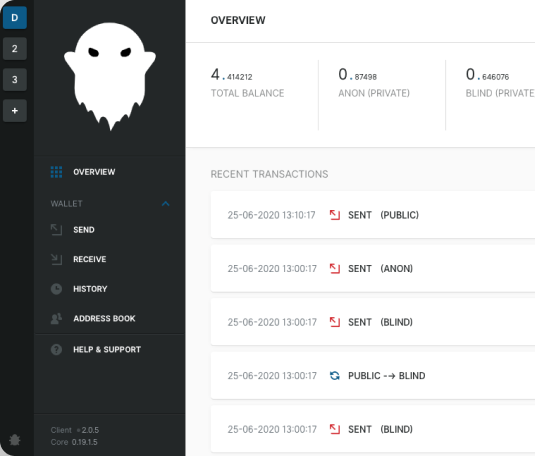 D
2
3
+
OVERVIEW
WALLET
SEND
RECEIVE
HISTORY
ADDRESS BOOK
HELP & SUPPORT
Client 2.0.5
Core 0.19.1.5
OVERVIEW
4.414212
TOTAL BALANCE
0.87498
ANON (PRIVATE)
0.646076
BLIND (PRIVATE
RECENT TRANSACTIONS
25-06-2020 13:10:17 SENT (PUBLIC)
25-06-2020 13:00:17 SENT (ANON)
25-06-2020 13:00:17 SENT (BLIND)
25-06-2020 13:00:17 PUBLIC --> BLIND
25-06-2020 13:00:17 SENT (BLIND)